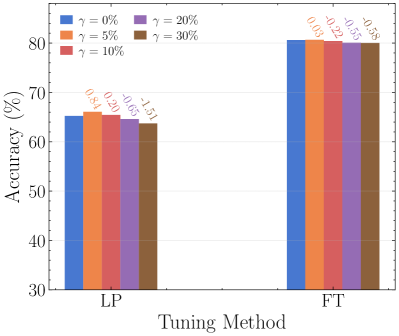 γ = 0%
γ = 5%
γ = 10%
γ = 20%
γ = 30%
0.84
0.20
-0.65
-1.51
0.03
-0.22
-0.55
-0.58
Accuracy (%)
80
70
60
50
40
30
LP
FT
Tuning Method